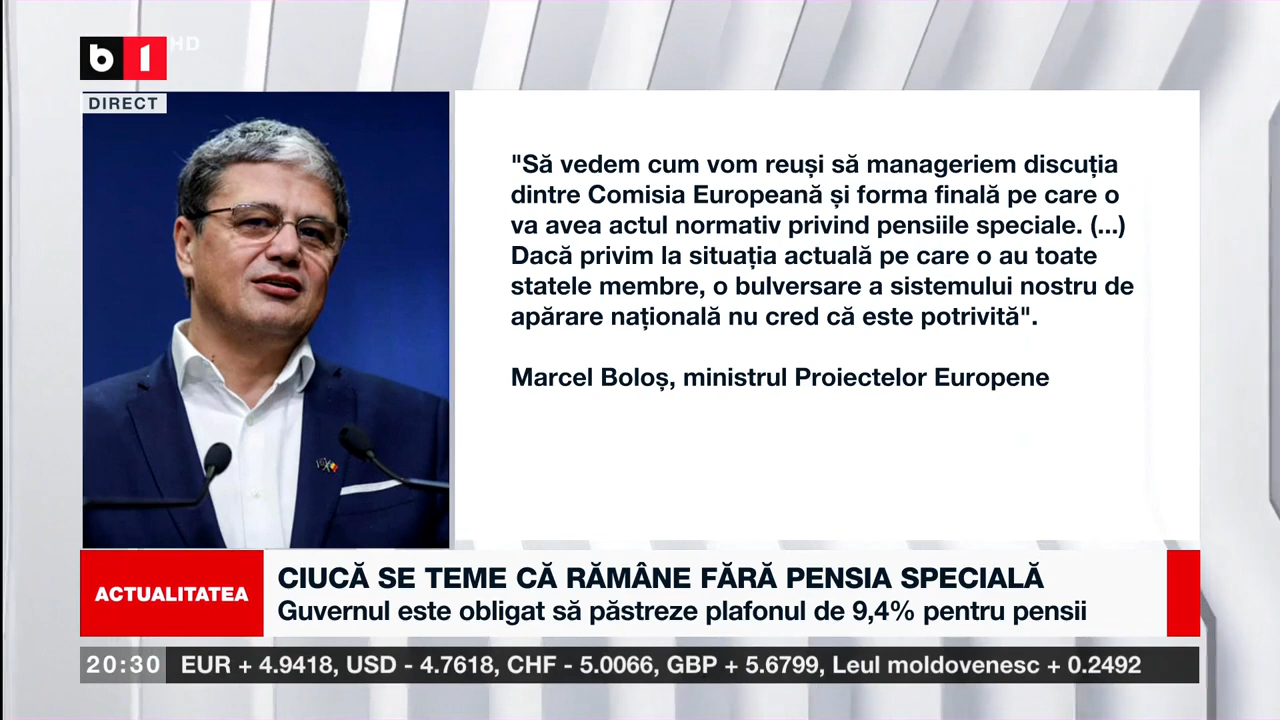 b1 HD
DIRECT
"Să vedem cum vom reuși să manageriem discuția
dintre Comisia Europeană și forma finală pe care o
va avea actul normativ privind pensiile speciale. (...)
Dacă privim la situația actuală pe care o au toate
statele membre, o bulversare a sistemului nostru de
apărare națională nu cred că este potrivită".
Marcel Boloș, ministrul Proiectelor Europene
ACTUALITATEA
CIUCĂ SE TEME CĂ RĂMÂNE FĂRĂ PENSIA SPECIALĂ
Guvernul este obligat să păstreze plafonul de 9,4% pentru pensii
20:30 EUR + 4.9418, USD - 4.7618, CHF - 5.0066, GBP + 5.6799, Leul moldovenesc + 0.2492